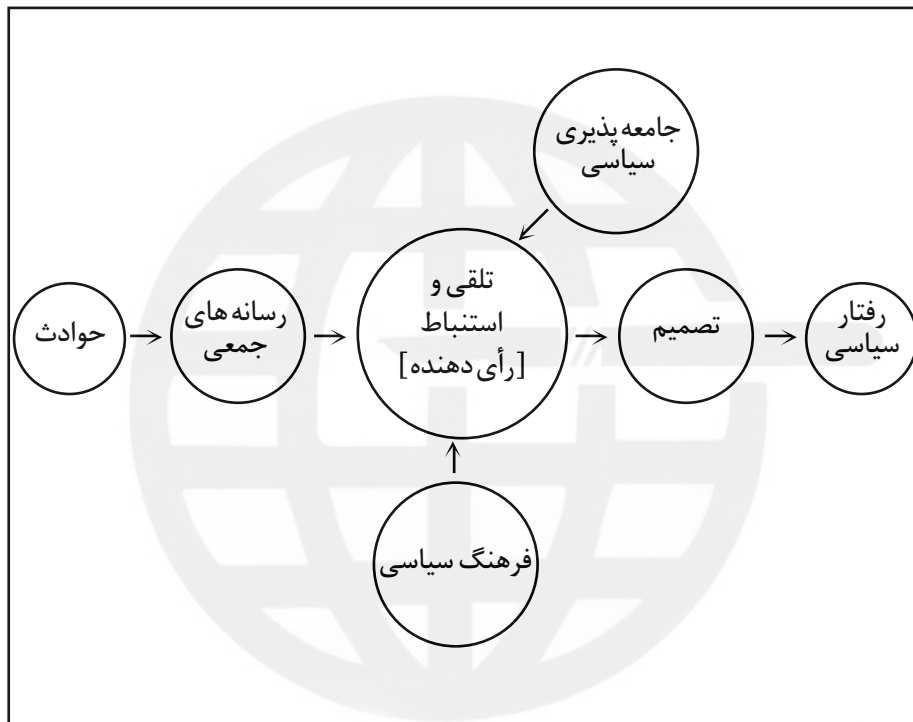 جامعه پذیری
سیاسی
حوادث
رسانه های
جمعی
تلقی و
استنباط
[رأی دهنده]
تصمیم
رفتار
سیاسی
فرهنگ سیاسی